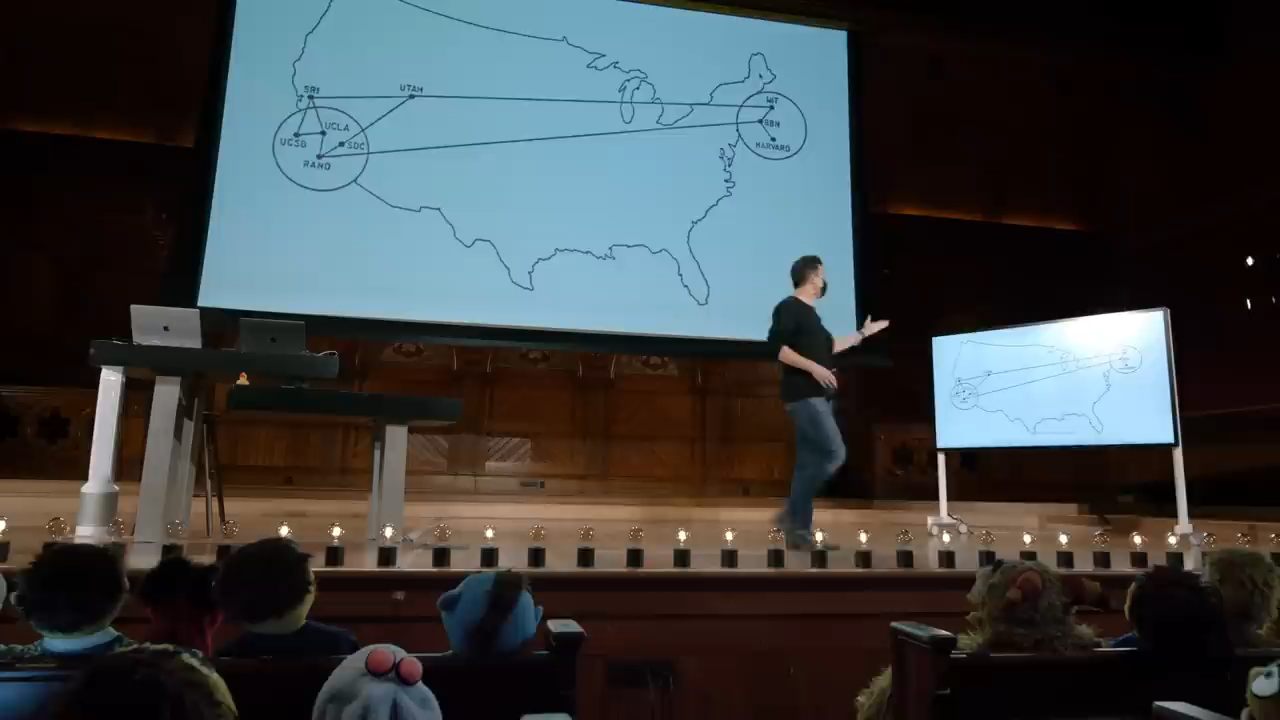 SRI
UTAH
MIT
UCLA
BBN
UCSB
SDC
HARVARD
RAND